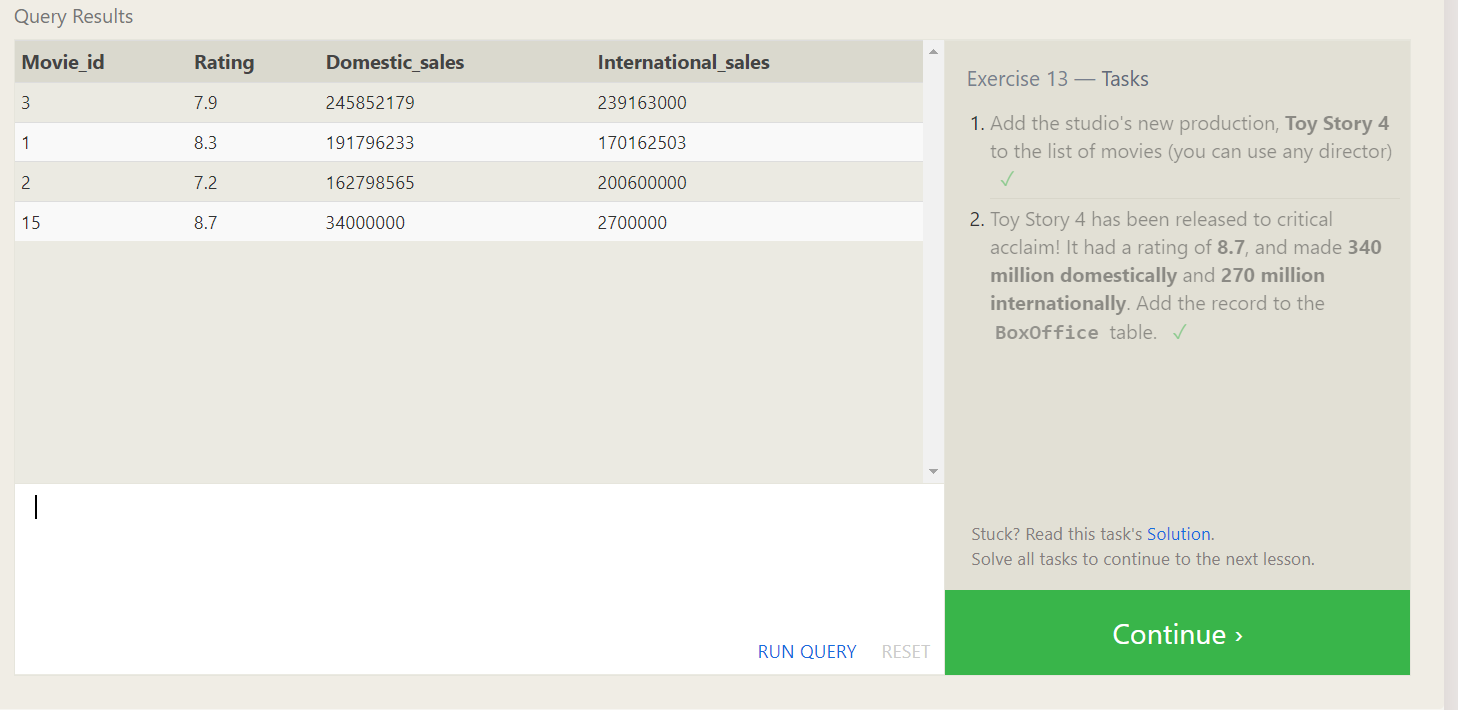 Query Results
Movie_id Rating Domestic_sales International_sales
3 7.9 245852179 239163000
1 8.3 191796233 170162503
2 7.2 162798565 200600000
15 8.7 34000000 2700000
RUN QUERY RESET
Exercise 13 — Tasks
1. Add the studio's new production, Toy Story 4
to the list of movies (you can use any director)
✓
2. Toy Story 4 has been released to critical
acclaim! It had a rating of 8.7, and made 340
million domestically and 270 million
internationally. Add the record to the
BoxOffice table. ✓
Stuck? Read this task's Solution.
Solve all tasks to continue to the next lesson.
Continue ›